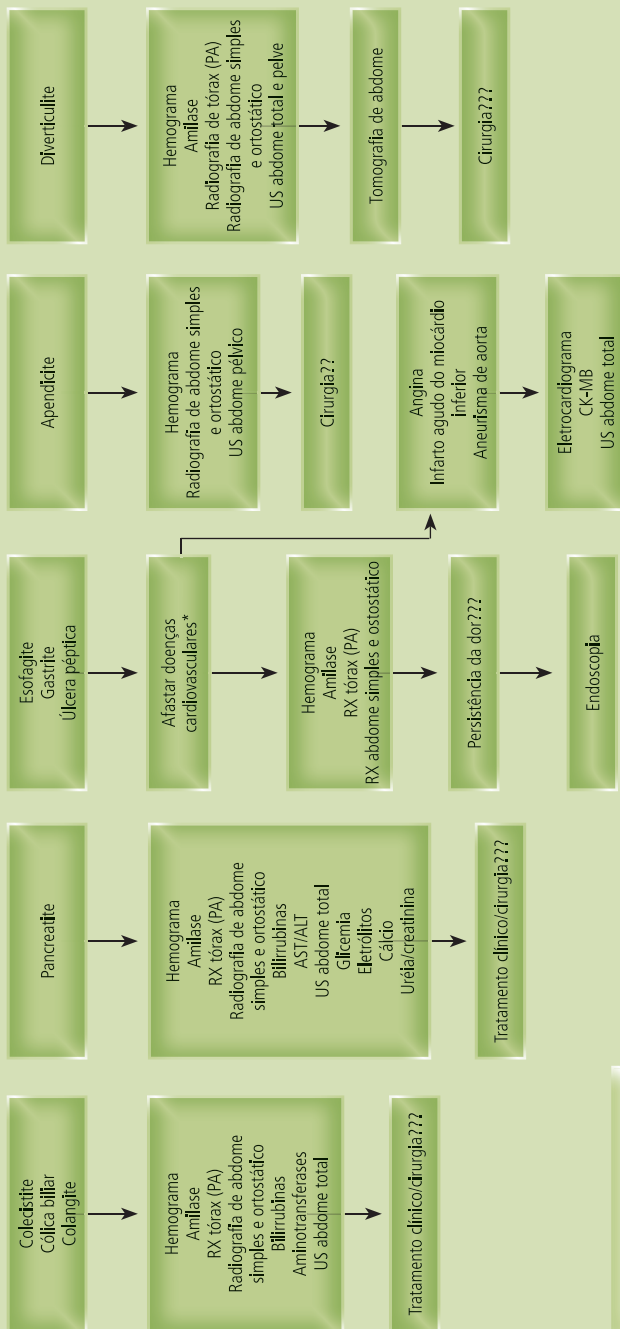 Coledistite
Cólica biliar
Colangite
Hemograma
Amilase
RX tórax (PA)
Radiografia de abdome
simples e ortostático
Bilirrubinas
Aminotransferases
US abdome total
Tratamento clínico/cirurgia???
Pancreatite
Hemograma
Amilase
RX tórax (PA)
Radiografia de abdome
simples e ortostático
Bilirrubinas
AST/ALT
US abdome total
Glicemia
Eletrólitos
Cálcio
Uréia/creatinina
Tratamento clínico/cirurgia???
Esofagite
Gastrite
Úlcera péptica
Afastar doenças
cardiovasculares*
Hemograma
Amilase
RX tórax (PA)
RX abdome simples e ostostático
Persistência da dor???
Endoscopia
Apendicite
Hemograma
Radiografia de abdome simples
e ortostático
US abdome pélvico
Cirurgia??
Angina
Infarto agudo do miocárdio
inferior
Aneurisma de aorta
Eletrocardiograma
CK-MB
US abdome total
Diverticulite
Hemograma
Amilase
Radiografia de tórax (PA)
Radiografia de abdome simples
e ortostático
US abdome total e pelve
Tomografia de abdome
Cirurgia???